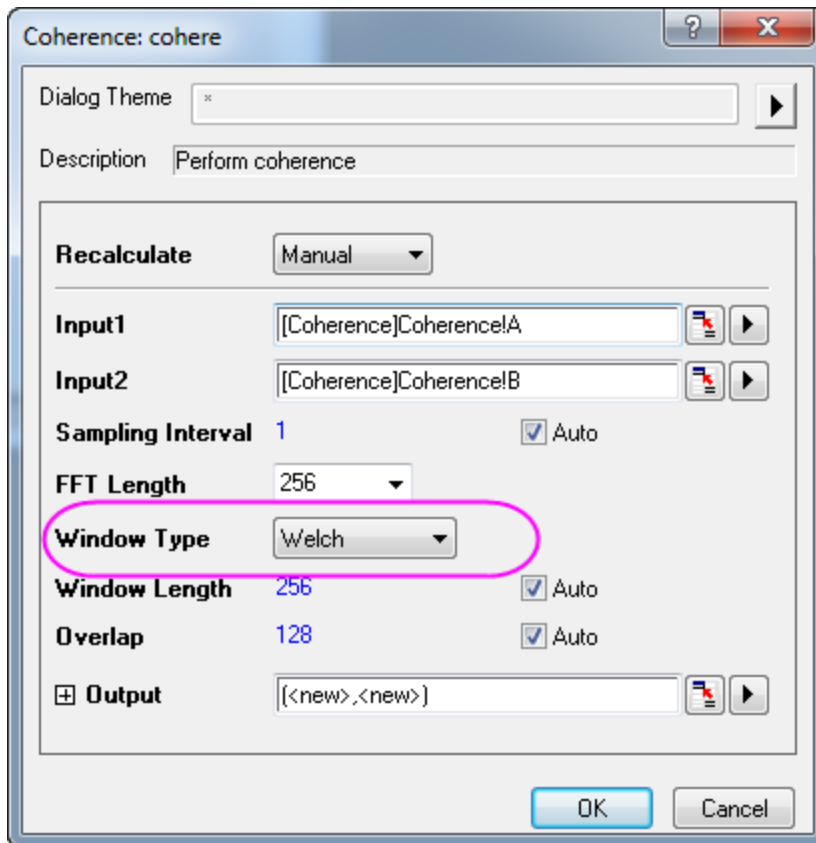 Coherence: cohere
Dialog Theme *
Description Perform coherence
Recalculate Manual
Input1 [Coherence]Coherence!A
Input2 [Coherence]Coherence!B
Sampling Interval 1 Auto
FFT Length 256
Window Type Welch
Window Length 256 Auto
Overlap 128 Auto
Output (<new>,<new>)
OK Cancel